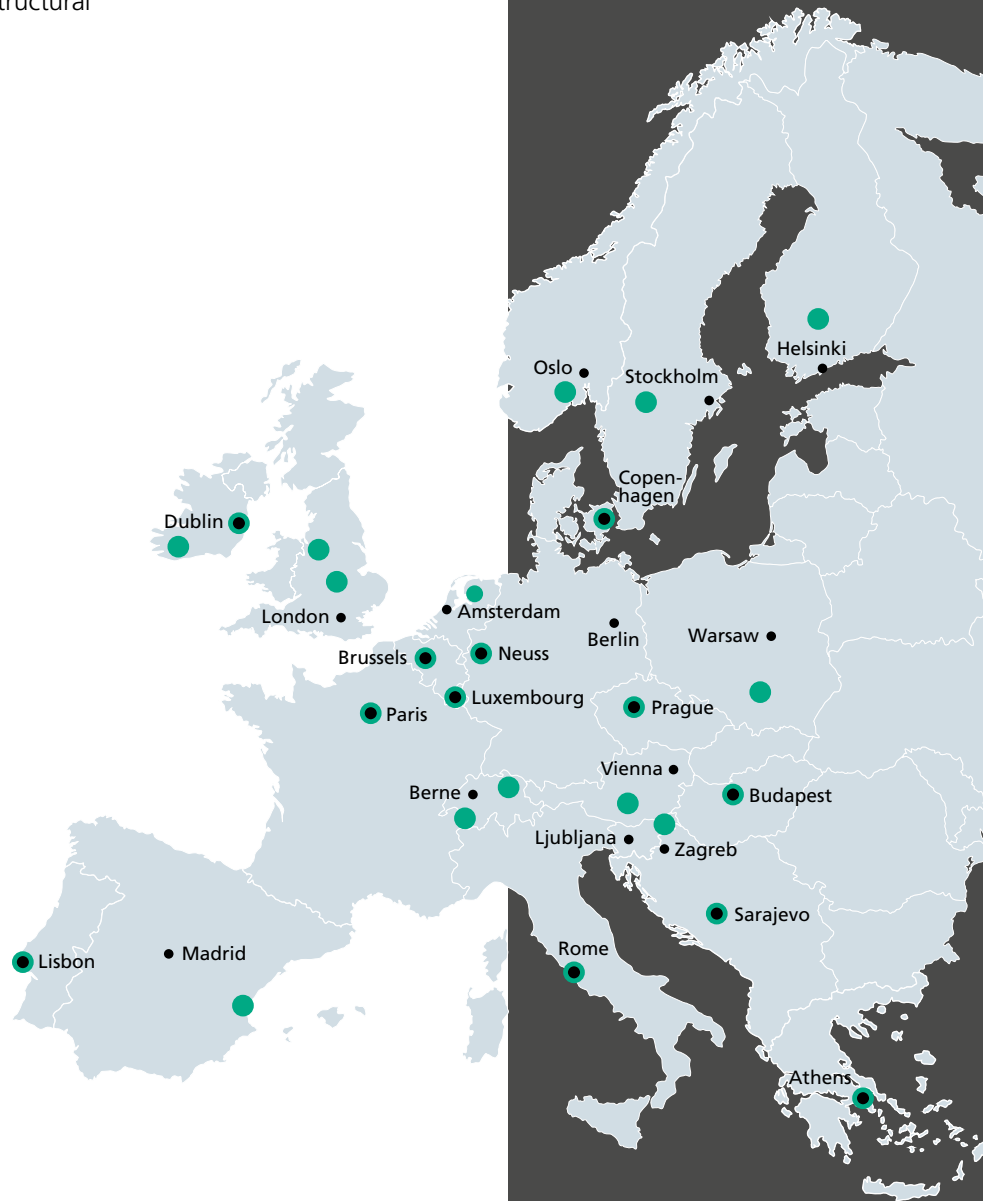 tructural
Helsinki
Oslo
Stockholm
Copen-
hagen
Dublin
London
Amsterdam
Berlin
Warsaw
Brussels
Neuss
Luxembourg
Prague
Paris
Vienna
Berne
Budapest
Ljubljana
Zagreb
Sarajevo
Rome
Madrid
Lisbon
Athens